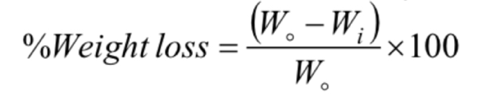 %Weight loss = (W∘ − Wᵢ) / W∘ × 100